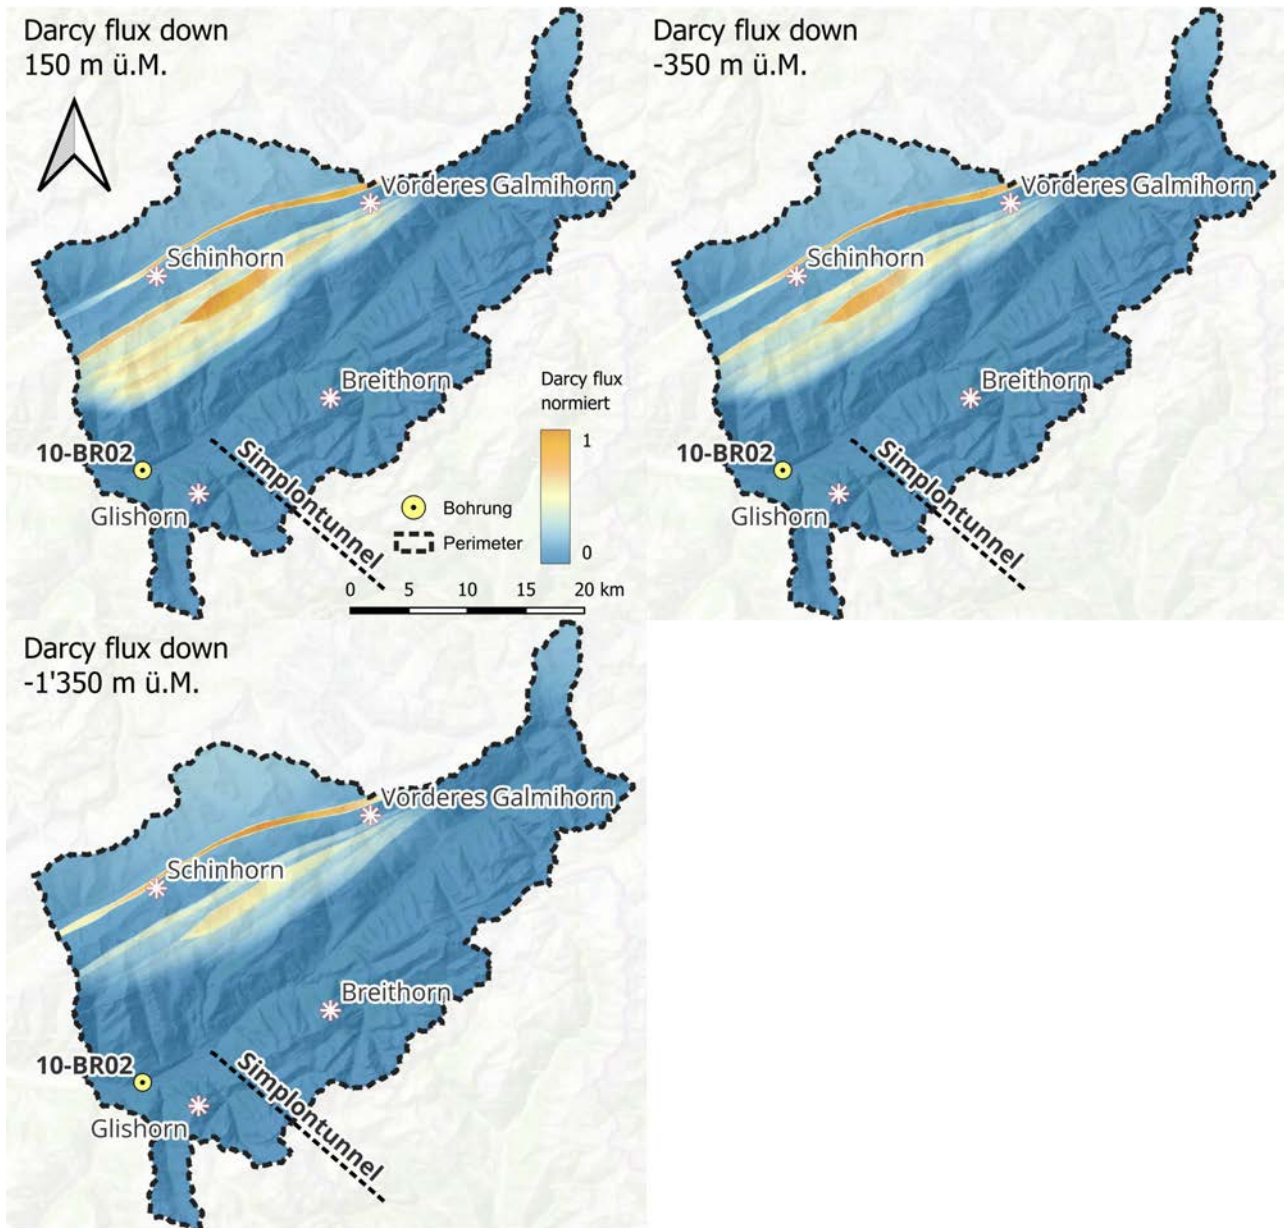 Darcy flux down
150 m ü.M.
Vorderes Galmihorn
Schinhorn
Breithorn
10-BR02
Glishorn
Simplontunnel
Darcy flux
normiert
1
0
Bohrung
Perimeter
0 5 10 15 20 km
Darcy flux down
-350 m ü.M.
Vorderes Galmihorn
Schinhorn
Breithorn
10-BR02
Glishorn
Simplontunnel
Darcy flux down
-1'350 m ü.M.
Vorderes Galmihorn
Schinhorn
Breithorn
10-BR02
Glishorn
Simplontunnel